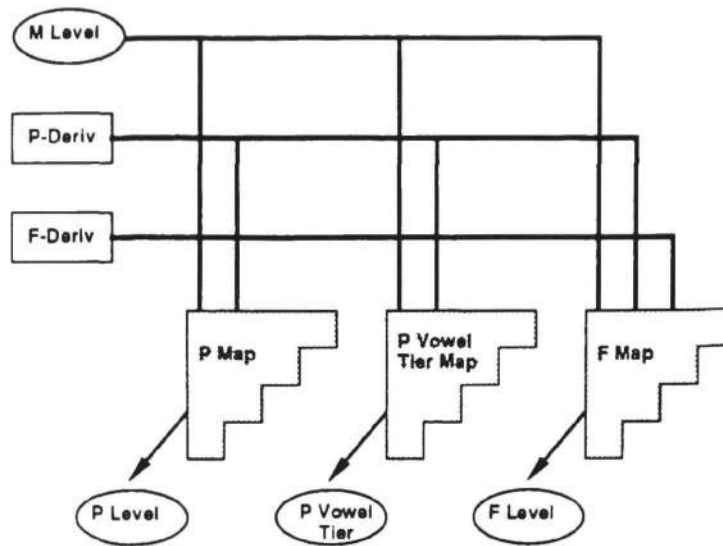 M Level
P-Deriv
F-Deriv
P Map
P Vowel
Tier Map
F Map
P Level
P Vowel
Tier
F Level